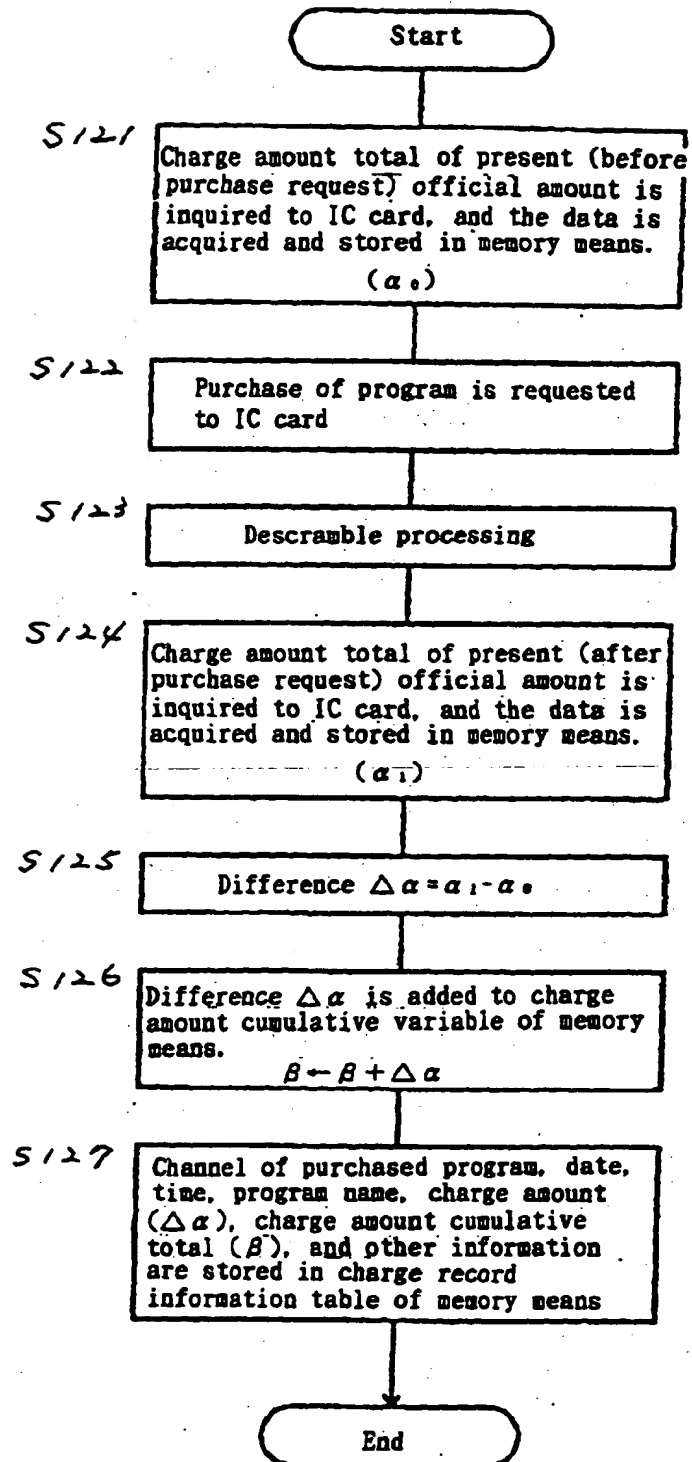 Start
S121
Charge amount total of present (before
purchase request) official amount is
inquired to IC card, and the data is
acquired and stored in memory means.
(α₀)
S122
Purchase of program is requested
to IC card
S123
Descramble processing
S124
Charge amount total of present (after
purchase request) official amount is
inquired to IC card, and the data is
acquired and stored in memory means.
(α₁)
S125
Difference △α=α₁-α₀
S126
Difference △α is added to charge
amount cumulative variable of memory
means.
β←β+△α
S127
Channel of purchased program, date,
time, program name, charge amount
(△α), charge amount cumulative
total (β), and other information
are stored in charge record
information table of memory means
End